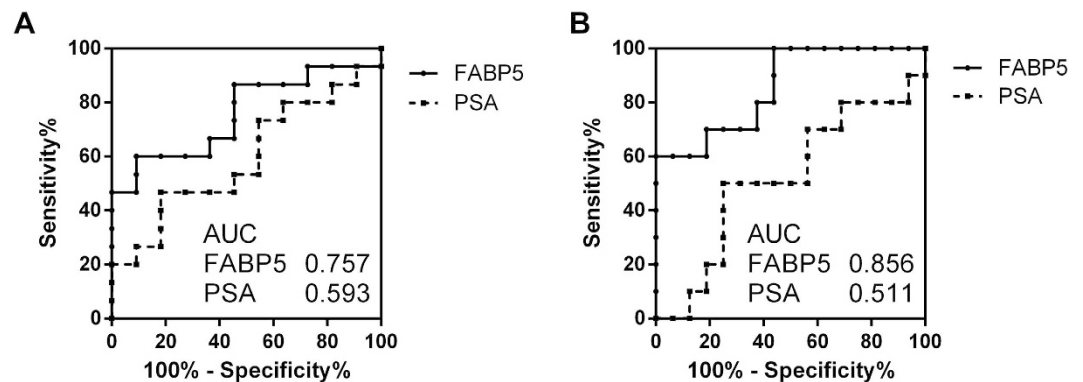 A
Sensitivity%
100
80
60
40
20
0
0 20 40 60 80 100
100% - Specificity%
FABP5
PSA
AUC
FABP5 0.757
PSA 0.593
B
Sensitivity%
100
80
60
40
20
0
0 20 40 60 80 100
100% - Specificity%
FABP5
PSA
AUC
FABP5 0.856
PSA 0.511